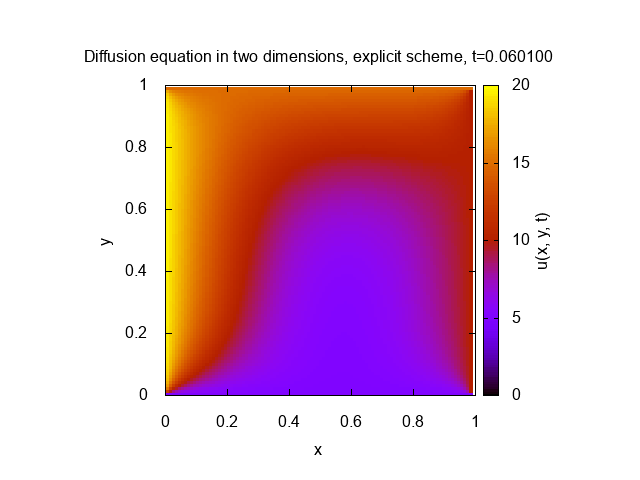 Diffusion equation in two dimensions, explicit scheme, t=0.060100
1
0.8
0.6
0.4
0.2
0
y
0 0.2 0.4 0.6 0.8 1
x
20
15
10
5
0
u(x, y, t)